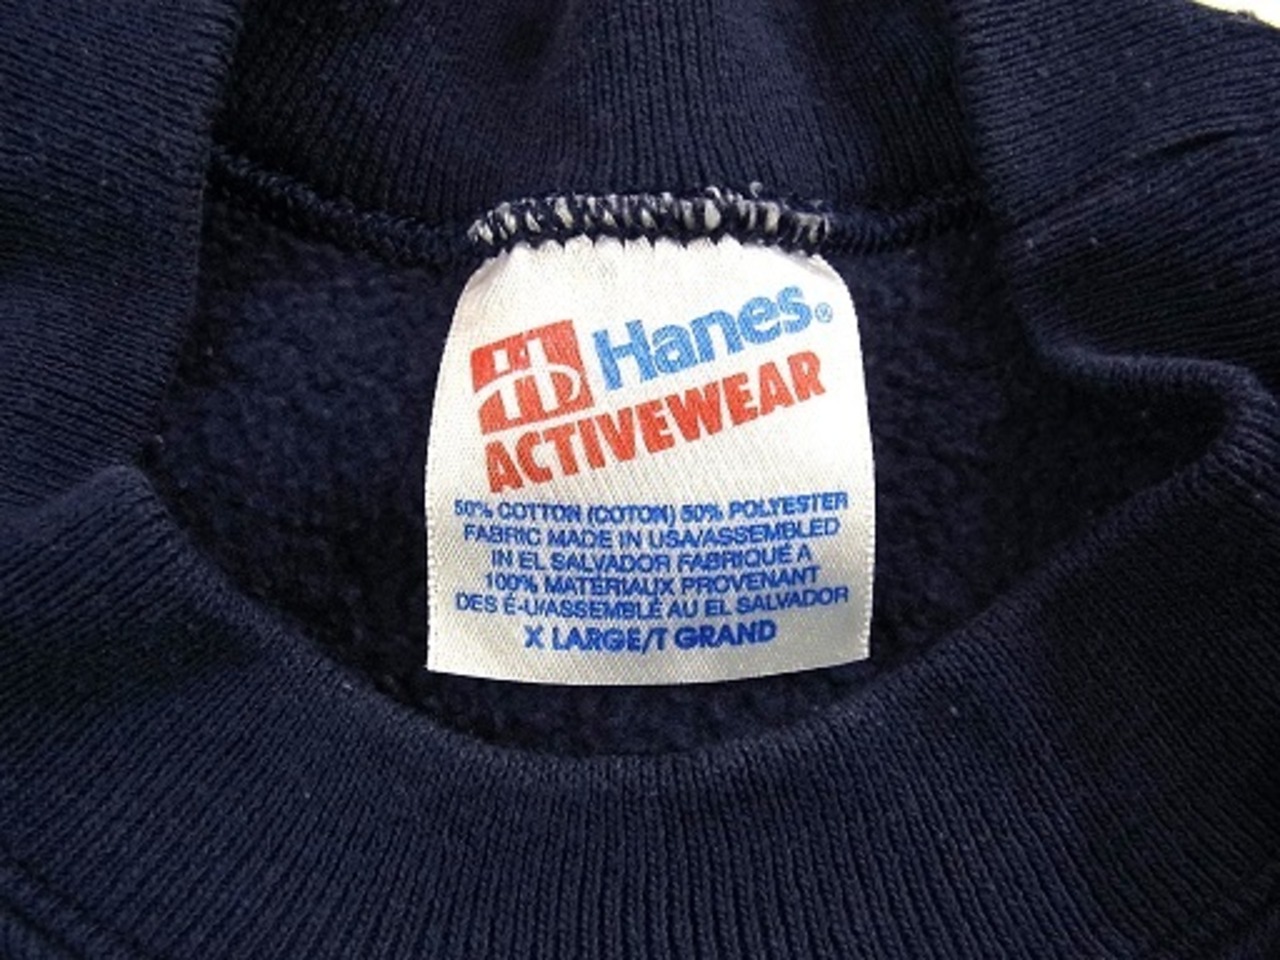 Hanes®
ACTIVEWEAR
50% COTTON (COTON) 50% POLYESTER
FABRIC MADE IN USA/ASSEMBLED
IN EL SALVADOR FABRIQUÉ A
100% MATERIAUX PROVENANT
DES É-U/ASSEMBLÉ AU EL SALVADOR
X LARGE/T GRAND